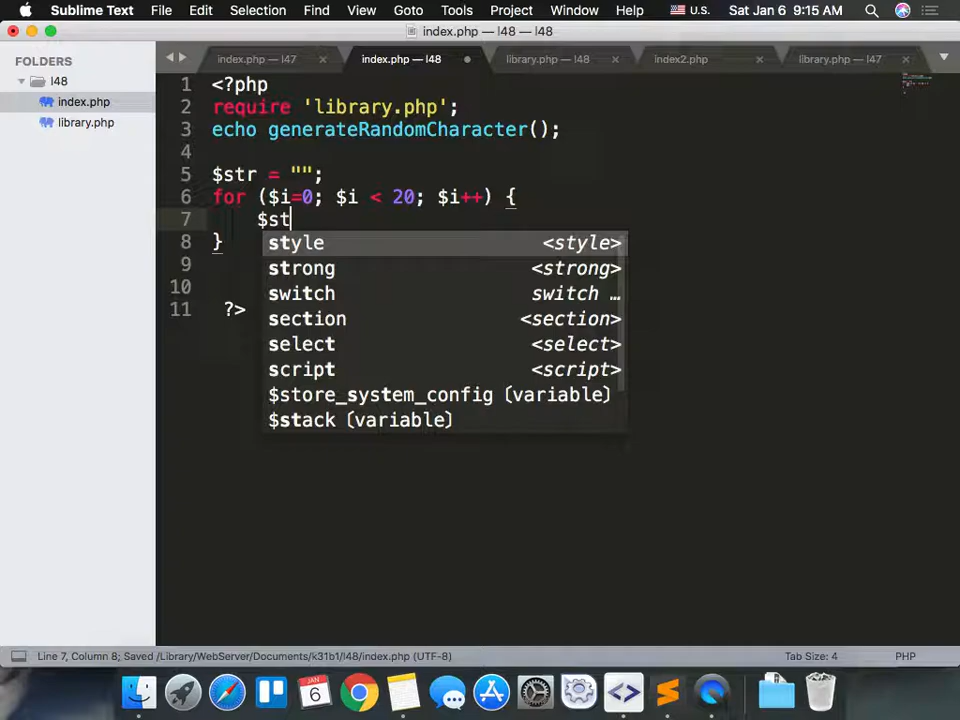 Sublime Text File Edit Selection Find View Goto Tools Project Window Help U.S. Sat Jan 6 9:15 AM
index.php — l48 — l48
FOLDERS
l48
index.php
library.php
index.php — l47
index.php — l48
library.php — l48
index2.php
library.php — l47
1 <?php
2 require 'library.php';
3 echo generateRandomCharacter();
4
5 $str = "";
6 for ($i=0; $i < 20; $i++) {
7 $st
8 }
9
10
11 ?>
style <style>
strong <strong>
switch switch …
section <section>
select <select>
script <script>
$store_system_config (variable)
$stack (variable)
Line 7, Column 8; Saved /Library/WebServer/Documents/k31b1/l48/index.php (UTF-8) Tab Size: 4 PHP
JAN
6